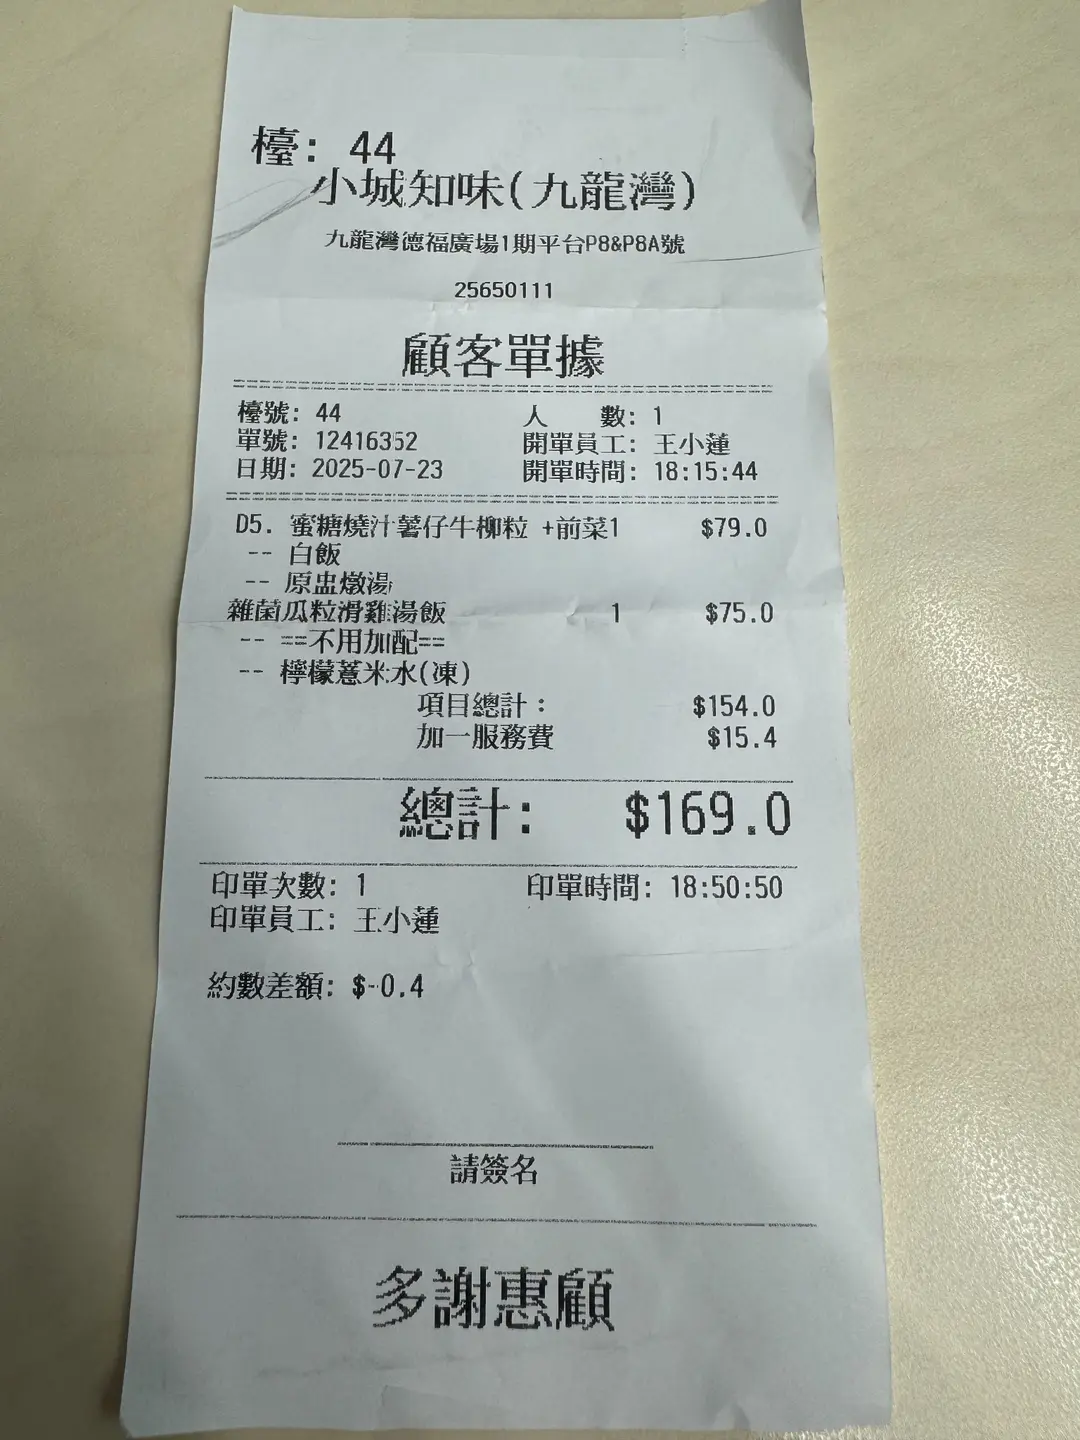 檯: 44
小城知味(九龍灣)
九龍灣德福廣場1期平台P8&P8A號
25650111
顧客單據
檯號: 44 人 數: 1
單號: 12416352 開單員工: 王小蓮
日期: 2025-07-23 開單時間: 18:15:44
D5. 蜜糖燒汁薯仔牛柳粒 +前菜1 $79.0
-- 白飯
-- 原盅燉湯
雜菌瓜粒滑雞湯飯 1 $75.0
-- ==不用加配==
-- 檸檬薏米水(凍)
項目總計: $154.0
加一服務費 $15.4
總計: $169.0
印單次數: 1 印單時間: 18:50:50
印單員工: 王小蓮
約數差額: $-0.4
請簽名
多謝惠顧